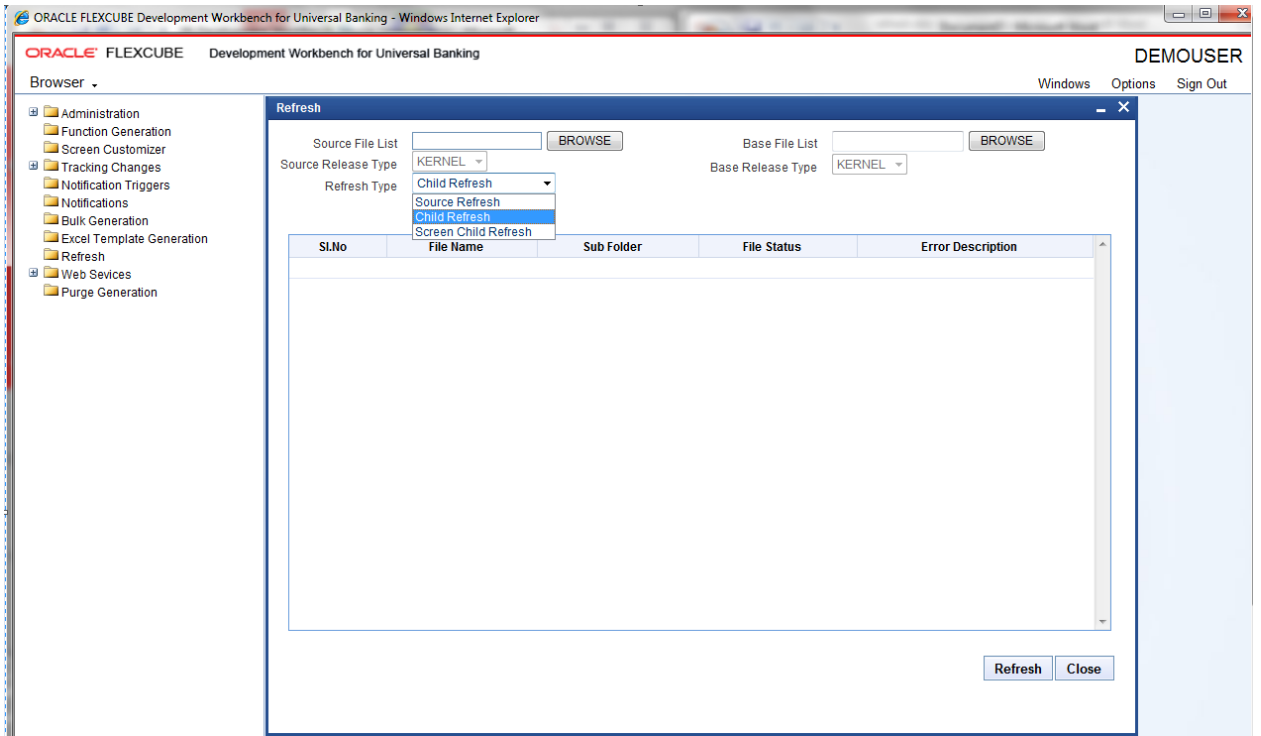 ORACLE FLEXCUBE Development Workbench for Universal Banking - Windows Internet Explorer
ORACLE FLEXCUBE Development Workbench for Universal Banking
DEMOUSER
Browser
Windows Options Sign Out
Administration
Function Generation
Screen Customizer
Tracking Changes
Notification Triggers
Notifications
Bulk Generation
Excel Template Generation
Refresh
Web Sevices
Purge Generation
Refresh
Source File List BROWSE Base File List BROWSE
Source Release Type KERNEL Base Release Type KERNEL
Refresh Type Child Refresh
Source Refresh
Child Refresh
Screen Child Refresh
Sl.No File Name Sub Folder File Status Error Description
Refresh Close